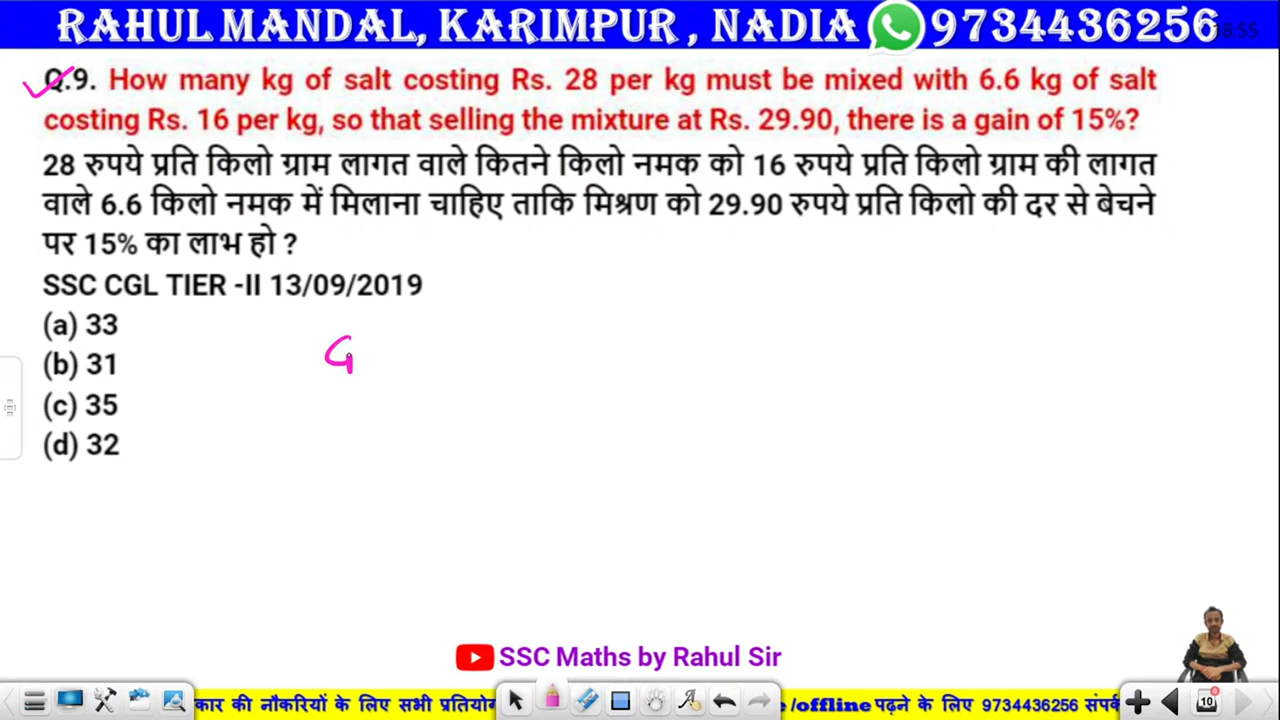 RAHUL MANDAL, KARIMPUR , NADIA 9734436256
Q.9. How many kg of salt costing Rs. 28 per kg must be mixed with 6.6 kg of salt
costing Rs. 16 per kg, so that selling the mixture at Rs. 29.90, there is a gain of 15%?
28 रुपये प्रति किलो ग्राम लागत वाले कितने किलो नमक को 16 रुपये प्रति किलो ग्राम की लागत
वाले 6.6 किलो नमक में मिलाना चाहिए ताकि मिश्रण को 29.90 रुपये प्रति किलो की दर से बेचने
पर 15% का लाभ हो ?
SSC CGL TIER -II 13/09/2019
(a) 33
(b) 31
(c) 35
(d) 32
SSC Maths by Rahul Sir
कार की नौकरियों के लिए सभी प्रतियोग /offline पढ़ने के लिए 9734436256 संपर्क
10